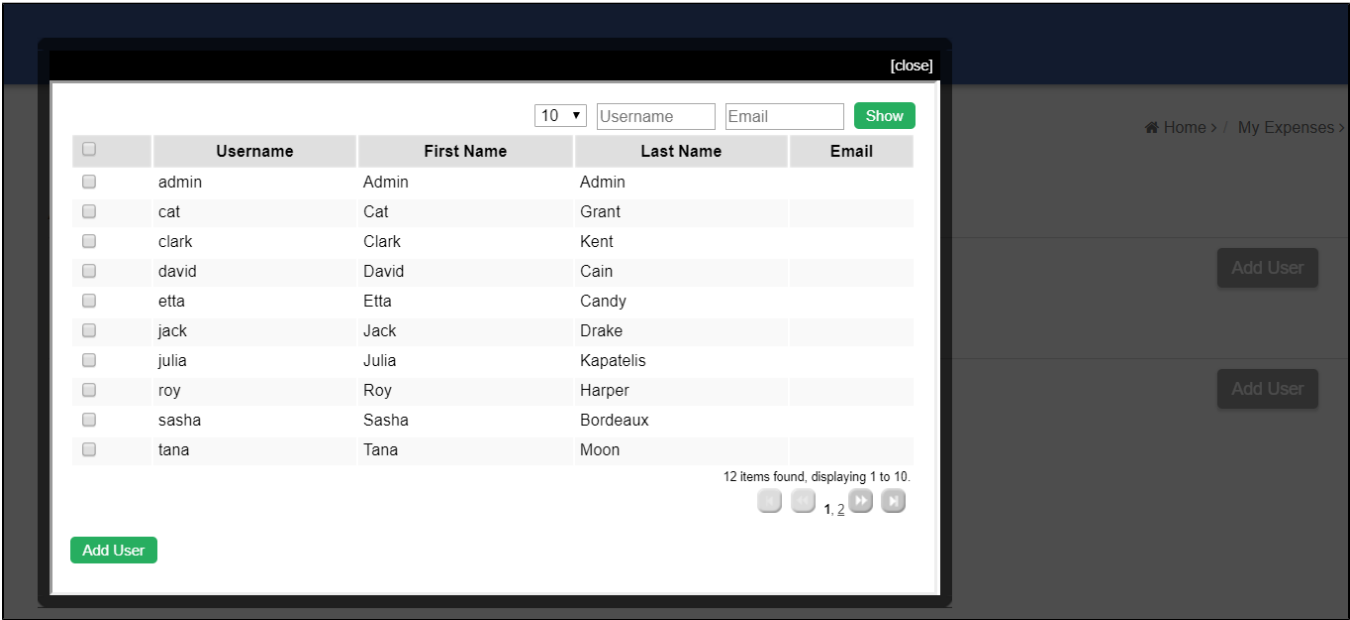 [close]
10 Username Email Show
Home > / My Expenses >
Username First Name Last Name Email
admin Admin Admin
cat Cat Grant
clark Clark Kent
david David Cain
Add User
etta Etta Candy
jack Jack Drake
julia Julia Kapatelis
roy Roy Harper
Add User
sasha Sasha Bordeaux
tana Tana Moon
12 items found, displaying 1 to 10.
1, 2
Add User